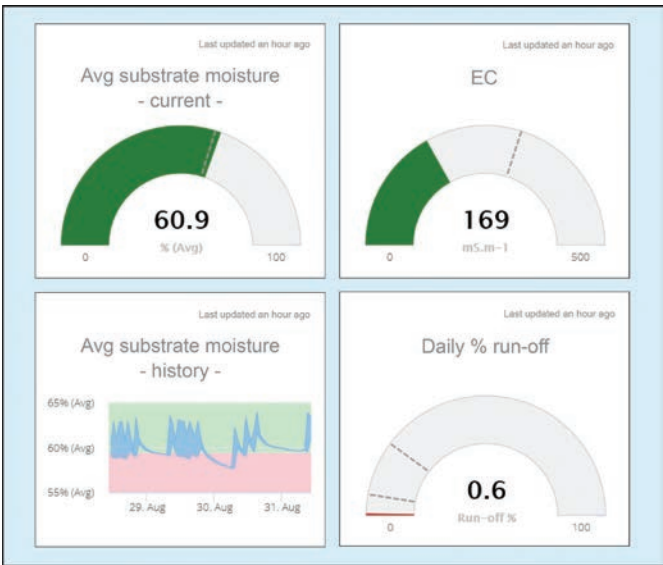 Last updated an hour ago
Avg substrate moisture
- current -
60.9
% (Avg)
0
100
Last updated an hour ago
EC
169
mS.m-1
0
500
Last updated an hour ago
Avg substrate moisture
- history -
65% (Avg)
60% (Avg)
55% (Avg)
29. Aug
30. Aug
31. Aug
Last updated an hour ago
Daily % run-off
0.6
Run-off %
0
100